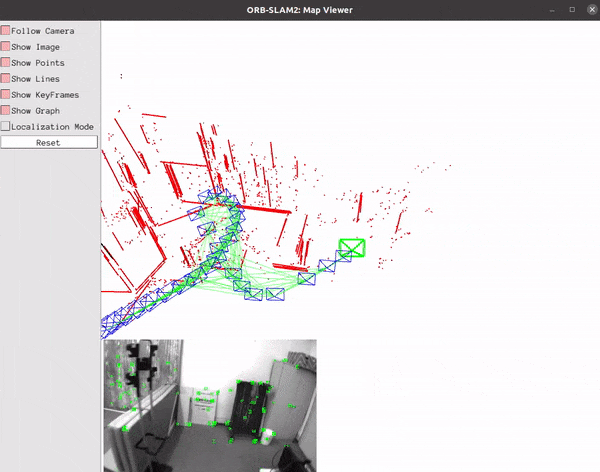 ORB-SLAM2: Map Viewer
Follow Camera
Show Image
Show Points
Show Lines
Show KeyFrames
Show Graph
Localization Mode
Reset